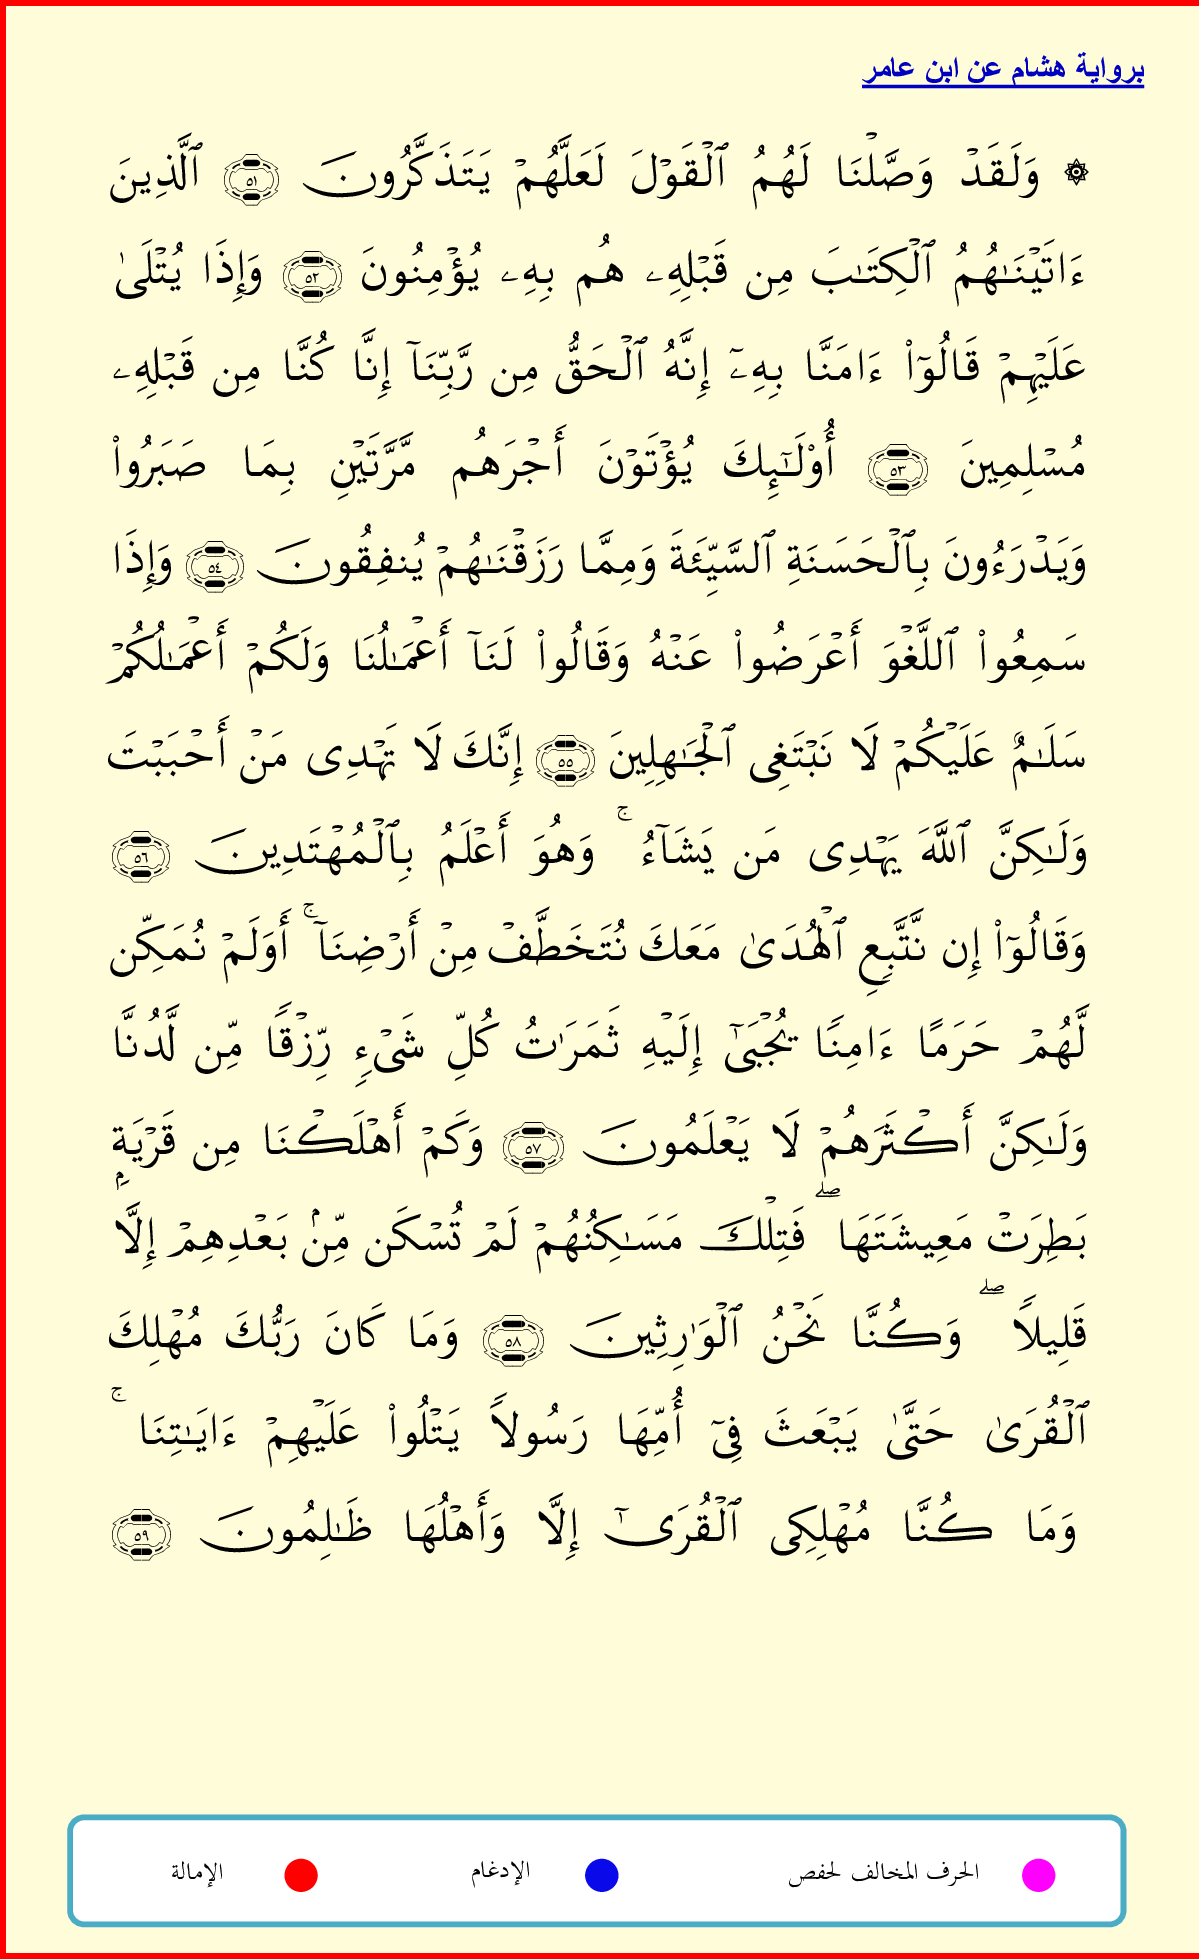 برواية هشام عن ابن عامر
۞ وَلَقَدۡ وَصَّلۡنَا لَهُمُ ٱلۡقَوۡلَ لَعَلَّهُمۡ يَتَذَكَّرُونَ ٥١ ٱلَّذِينَ
ءَاتَيۡنَٰهُمُ ٱلۡكِتَٰبَ مِن قَبۡلِهِۦ هُم بِهِۦ يُؤۡمِنُونَ ٥٢ وَإِذَا يُتۡلَىٰ
عَلَيۡهِمۡ قَالُوٓاْ ءَامَنَّا بِهِۦٓ إِنَّهُ ٱلۡحَقُّ مِن رَّبِّنَآ إِنَّا كُنَّا مِن قَبۡلِهِۦ
مُسۡلِمِينَ ٥٣ أُوْلَٰٓئِكَ يُؤۡتَوۡنَ أَجۡرَهُم مَّرَّتَيۡنِ بِمَا صَبَرُواْ
وَيَدۡرَءُونَ بِٱلۡحَسَنَةِ ٱلسَّيِّئَةَ وَمِمَّا رَزَقۡنَٰهُمۡ يُنفِقُونَ ٥٤ وَإِذَا
سَمِعُواْ ٱللَّغۡوَ أَعۡرَضُواْ عَنۡهُ وَقَالُواْ لَنَآ أَعۡمَٰلُنَا وَلَكُمۡ أَعۡمَٰلُكُمۡ
سَلَٰمٌ عَلَيۡكُمۡ لَا نَبۡتَغِي ٱلۡجَٰهِلِينَ ٥٥ إِنَّكَ لَا تَهۡدِي مَنۡ أَحۡبَبۡتَ
وَلَٰكِنَّ ٱللَّهَ يَهۡدِي مَن يَشَآءُۚ وَهُوَ أَعۡلَمُ بِٱلۡمُهۡتَدِينَ ٥٦
وَقَالُوٓاْ إِن نَّتَّبِعِ ٱلۡهُدَىٰ مَعَكَ نُتَخَطَّفۡ مِنۡ أَرۡضِنَآۚ أَوَلَمۡ نُمَكِّن
لَّهُمۡ حَرَمًا ءَامِنًا يُجۡبَىٰٓ إِلَيۡهِ ثَمَرَٰتُ كُلِّ شَيۡءٖ رِّزۡقًا مِّن لَّدُنَّا
وَلَٰكِنَّ أَكۡثَرَهُمۡ لَا يَعۡلَمُونَ ٥٧ وَكَمۡ أَهۡلَكۡنَا مِن قَرۡيَةِۭ
بَطِرَتۡ مَعِيشَتَهَاۖ فَتِلۡكَ مَسَٰكِنُهُمۡ لَمۡ تُسۡكَن مِّنۢ بَعۡدِهِمۡ إِلَّا
قَلِيلٗاۖ وَكُنَّا نَحۡنُ ٱلۡوَٰرِثِينَ ٥٨ وَمَا كَانَ رَبُّكَ مُهۡلِكَ
ٱلۡقُرَىٰ حَتَّىٰ يَبۡعَثَ فِيٓ أُمِّهَا رَسُولٗا يَتۡلُواْ عَلَيۡهِمۡ ءَايَٰتِنَاۚ
وَمَا كُنَّا مُهۡلِكِي ٱلۡقُرَىٰٓ إِلَّا وَأَهۡلُهَا ظَٰلِمُونَ ٥٩
الحرف المخالف لحفص الإدغام الإمالة